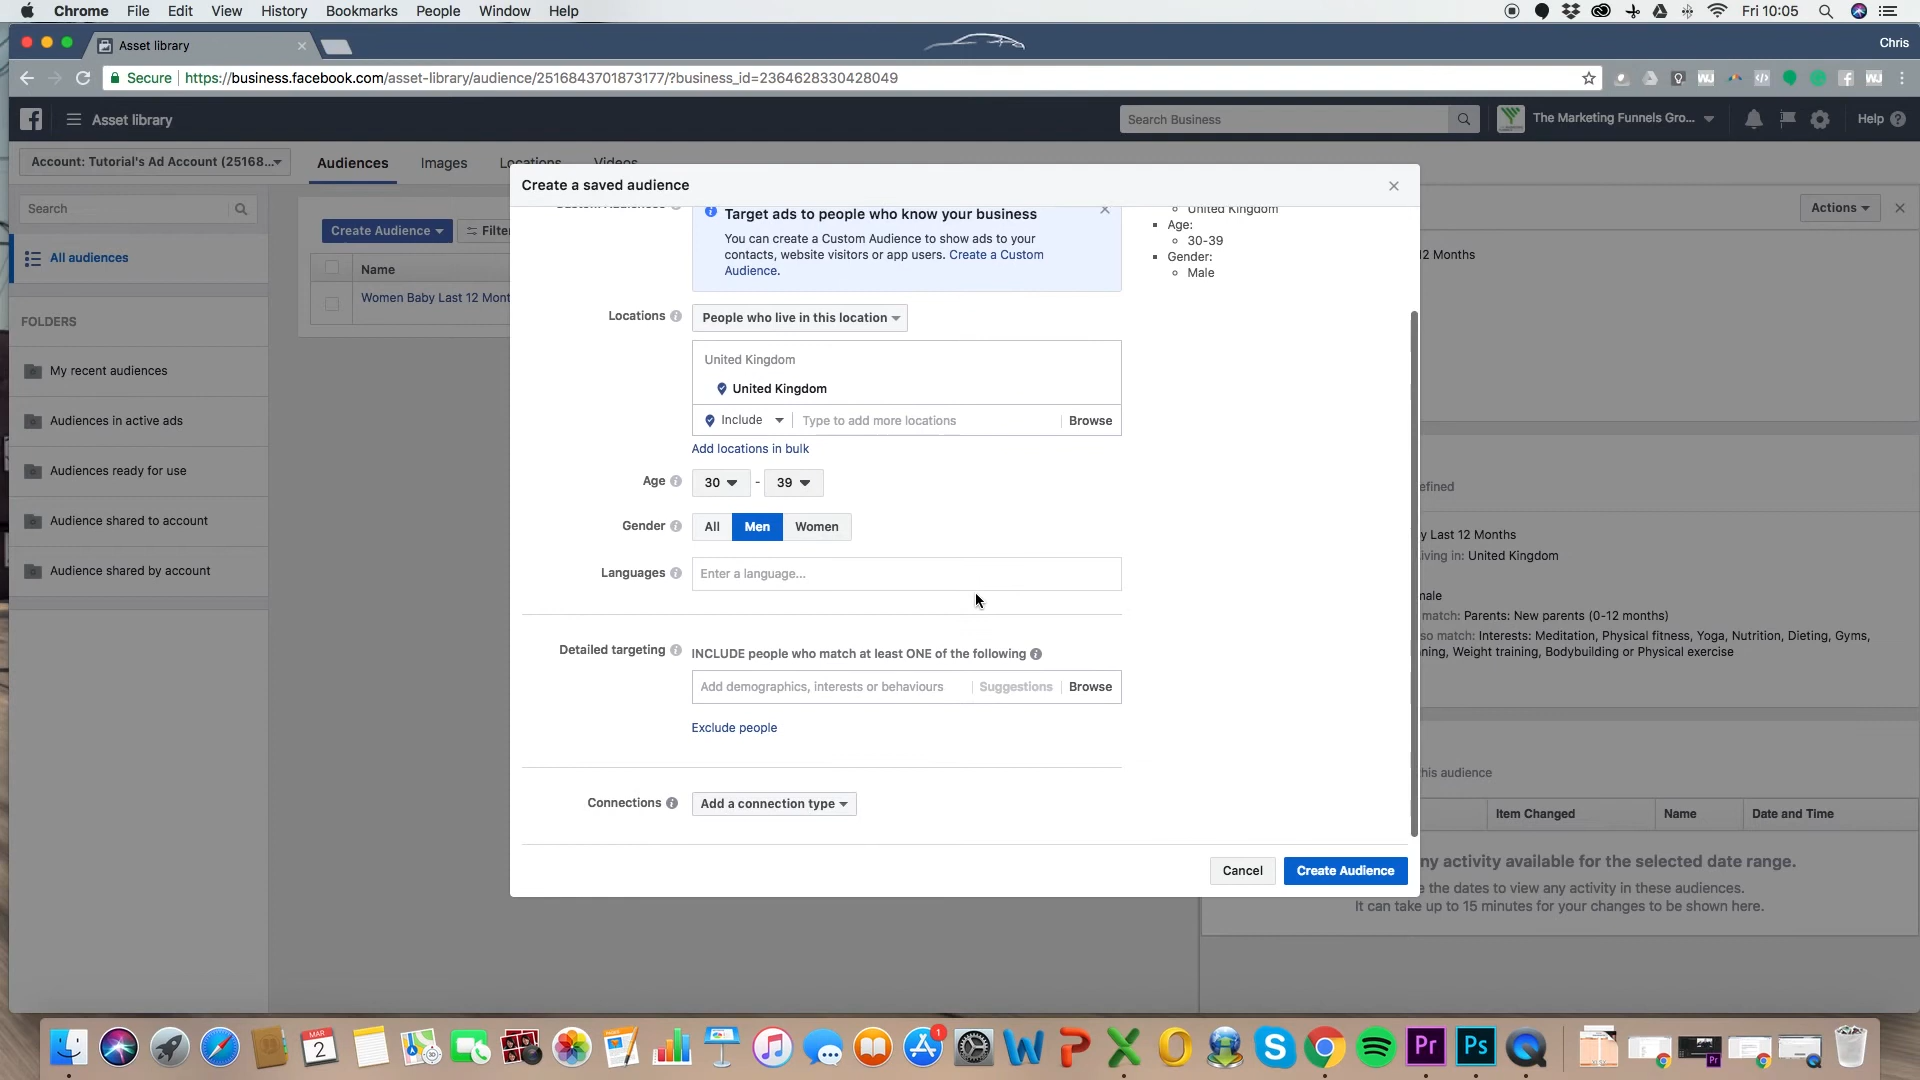 Chrome File Edit View History Bookmarks People Window Help
Fri 10:05
Asset library
Chris
Secure https://business.facebook.com/asset-library/audience/2516843701873177/?business_id=2364628330428049
Asset library
Search Business
The Marketing Funnels Gro...
Help
Account: Tutorial's Ad Account (25168...
Audiences Images Locations Videos
Search
All audiences
FOLDERS
My recent audiences
Audiences in active ads
Audiences ready for use
Audience shared to account
Audience shared by account
Create Audience
Filte
Name
Women Baby Last 12 Mont
Create a saved audience
Target ads to people who know your business
You can create a Custom Audience to show ads to your
contacts, website visitors or app users. Create a Custom
Audience.
Locations
People who live in this location
United Kingdom
United Kingdom
Include
Type to add more locations
Browse
Add locations in bulk
Age
30 - 39
Gender
All Men Women
Languages
Enter a language...
Detailed targeting
INCLUDE people who match at least ONE of the following
Add demographics, interests or behaviours
Suggestions
Browse
Exclude people
Connections
Add a connection type
Cancel
Create Audience
United Kingdom
Age:
30-39
Gender:
Male
Actions
12 Months
efined
y Last 12 Months
iving in: United Kingdom
male
match: Parents: New parents (0-12 months)
so match: Interests: Meditation, Physical fitness, Yoga, Nutrition, Dieting, Gyms,
ning, Weight training, Bodybuilding or Physical exercise
his audience
Item Changed
Name
Date and Time
ny activity available for the selected date range.
e the dates to view any activity in these audiences.
It can take up to 15 minutes for your changes to be shown here.
MAR
2
1
Pr
Ps